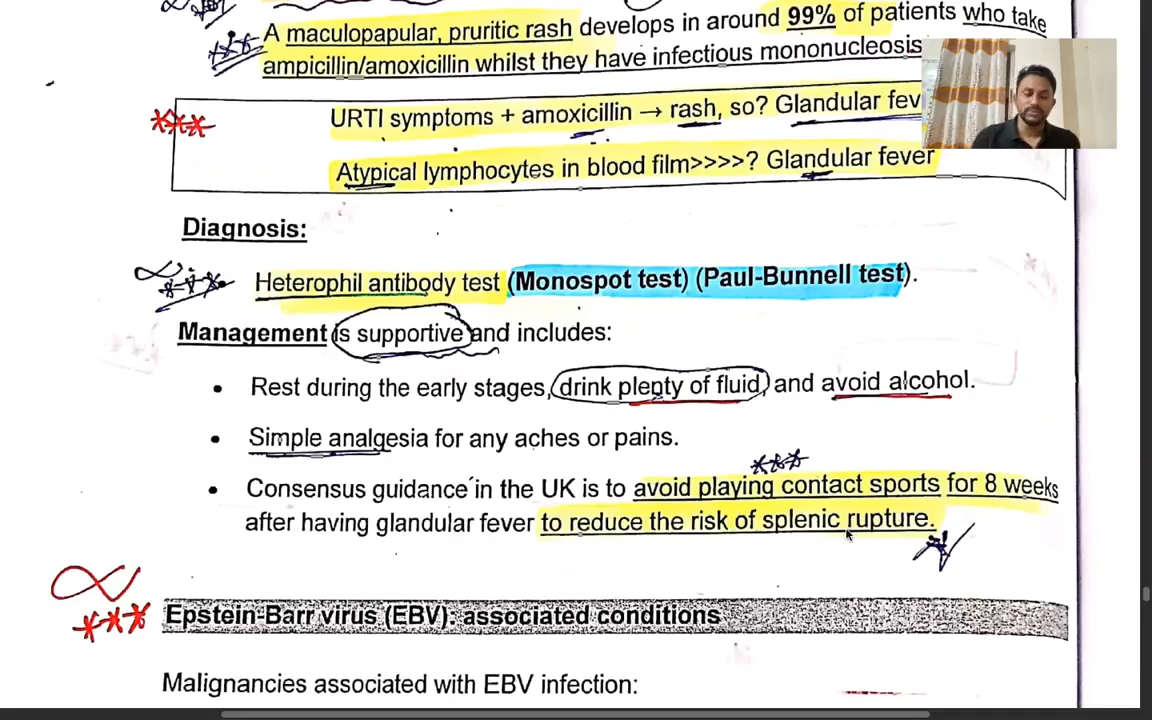 A maculopapular, pruritic rash develops in around 99% of patients who take
ampicillin/amoxicillin whilst they have infectious mononucleosis
URTI symptoms + amoxicillin → rash, so? Glandular fev
Atypical lymphocytes in blood film>>>>? Glandular fever
Diagnosis:
Heterophil antibody test (Monospot test) (Paul-Bunnell test).
Management is supportive and includes:
• Rest during the early stages, drink plenty of fluid, and avoid alcohol.
• Simple analgesia for any aches or pains.
• Consensus guidance in the UK is to avoid playing contact sports for 8 weeks
after having glandular fever to reduce the risk of splenic rupture.
Epstein-Barr virus (EBV): associated conditions
Malignancies associated with EBV infection: